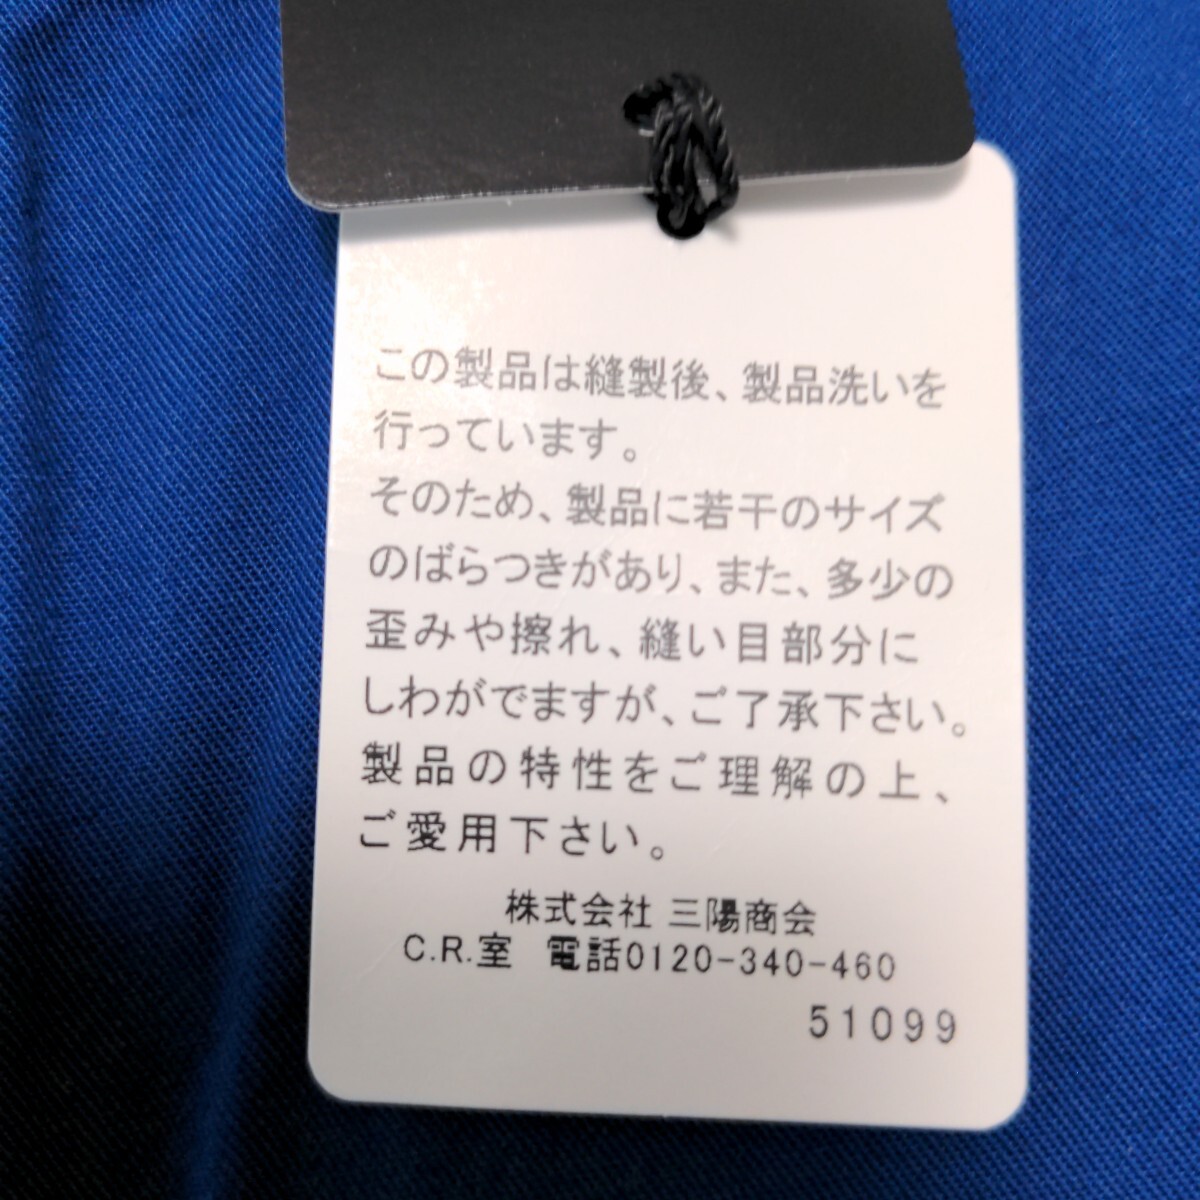 この製品は縫製後、製品洗いを
行っています。
そのため、製品に若干のサイズ
のばらつきがあり、また、多少の
歪みや擦れ、縫い目部分に
しわがでますが、ご了承下さい。
製品の特性をご理解の上、
ご愛用下さい。
株式会社 三陽商会
C.R.室 電話0120-340-460
51099